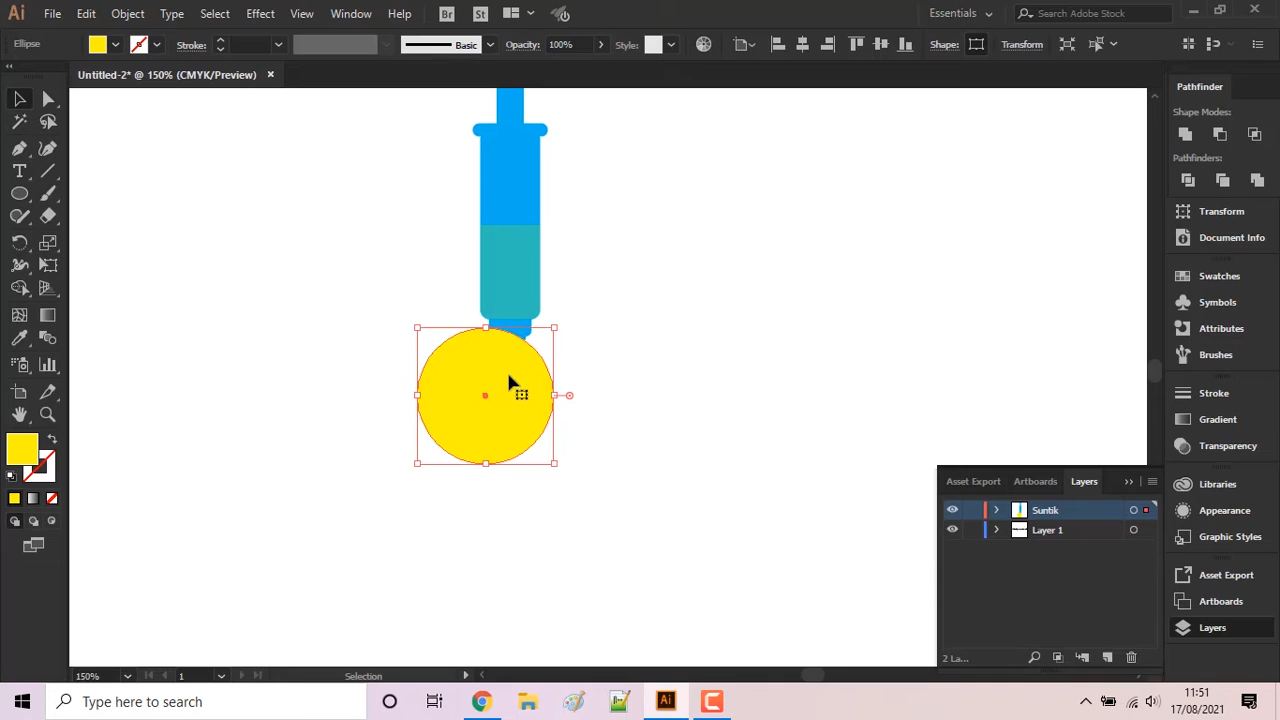 Ai File Edit Object Type Select Effect View Window Help Br St Essentials Search Adobe Stock
Ellipse Stroke: Basic Opacity: 100% Style: Shape: Transform
Untitled-2* @ 150% (CMYK/Preview)
Pathfinder
Shape Modes:
Pathfinders:
Transform
Document Info
Swatches
Symbols
Attributes
Brushes
Stroke
Gradient
Transparency
Libraries
Appearance
Graphic Styles
Asset Export
Artboards
Layers
Asset Export Artboards Layers
Suntik
Layer 1
2 La...
150% 1 Selection
Type here to search
Ai
11:51
17/08/2021